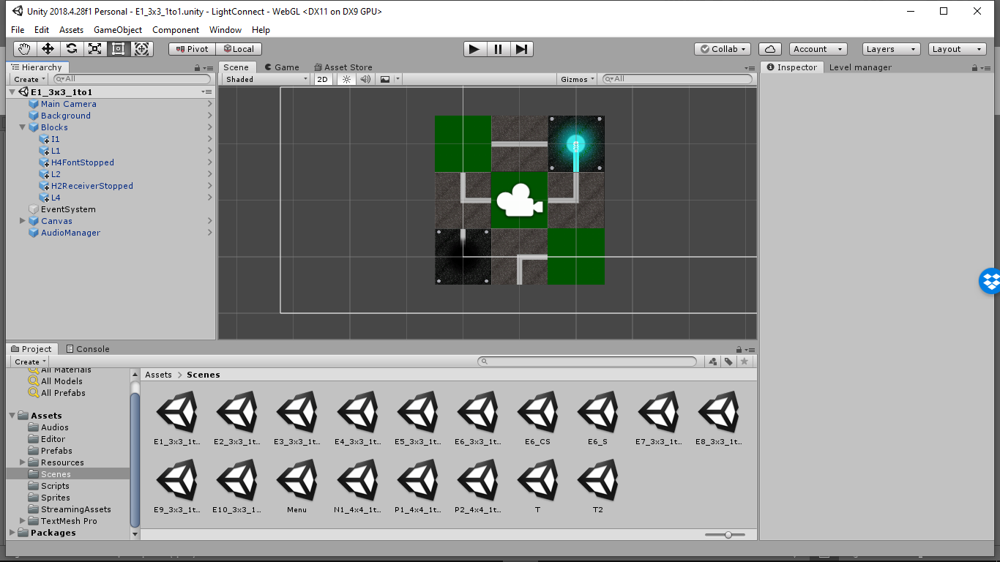 Unity 2018.4.28f1 Personal - E1_3x3_1to1.unity - LightConnect - WebGL <DX11 on DX9 GPU>
File Edit Assets GameObject Component Window Help
Pivot Local Collab Account Layers Layout
Hierarchy Scene Game Asset Store Inspector Level manager
Create All Shaded 2D Gizmos All
E1_3x3_1to1
Main Camera
Background
Blocks
I1
L1
H4FontStopped
L2
H2ReceiverStopped
L4
EventSystem
Canvas
AudioManager
Project Console
Create
All Materials
All Models
All Prefabs
Assets
Audios
Editor
Prefabs
Resources
Scenes
Scripts
Sprites
StreamingAssets
TextMesh Pro
Packages
Assets > Scenes
E1_3x3_1t... E2_3x3_1t... E3_3x3_1t... E4_3x3_1t... E5_3x3_1t... E6_3x3_1t... E6_CS E6_S E7_3x3_1t... E8_3x3_1t...
E9_3x3_1t... E10_3x3_1... Menu N1_4x4_1t... P1_4x4_1t... P2_4x4_1t... T T2